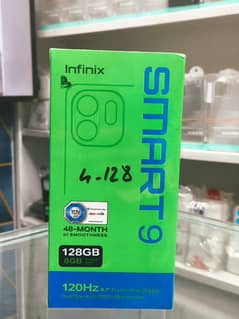 Infinix
SMART 9
4-128
48-MONTH
OF SMOOTHNESS
128GB
8GB
120Hz